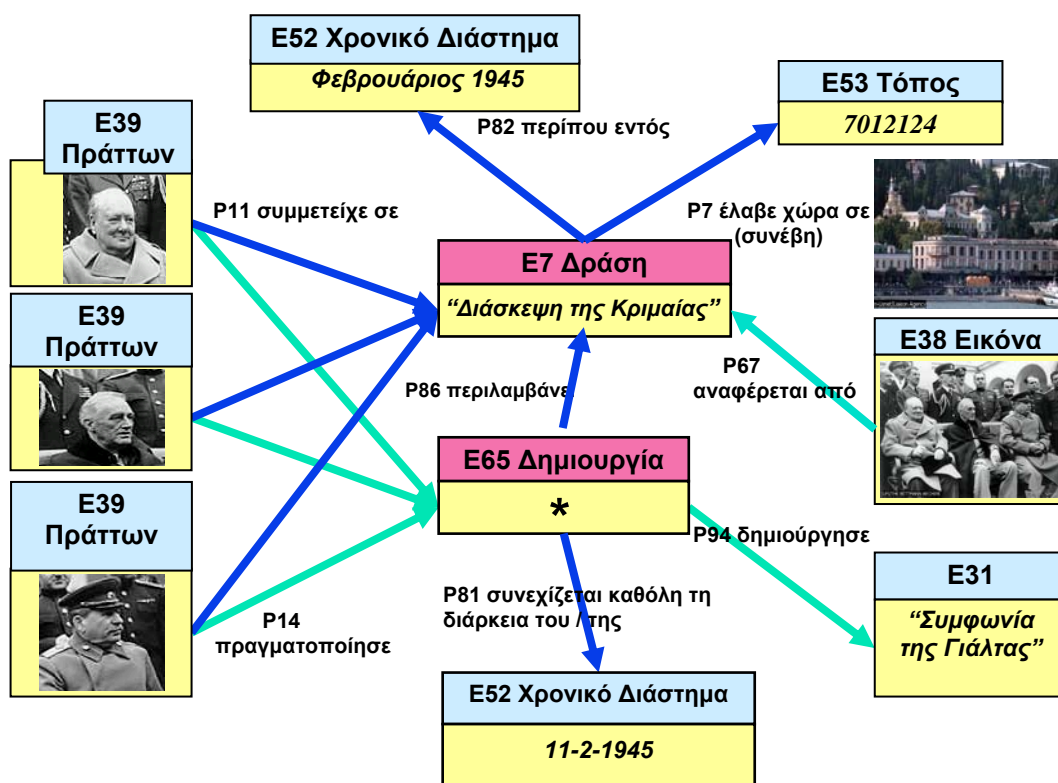 E52 Χρονικό Διάστημα
Φεβρουάριος 1945
E53 Τόπος
7012124
E39
Πράττων
P82 περίπου εντός
P11 συμμετείχε σε
P7 έλαβε χώρα σε
(συνέβη)
E7 Δράση
“Διάσκεψη της Κριμαίας”
E39
Πράττων
E38 Εικόνα
P67
αναφέρεται από
P86 περιλαμβάνε
E65 Δημιουργία
*
E39
Πράττων
P94 δημιούργησε
E31
“Συμφωνία
της Γιάλτας”
P81 συνεχίζεται καθόλη τη
διάρκεια του / της
P14
πραγματοποίησε
E52 Χρονικό Διάστημα
11-2-1945